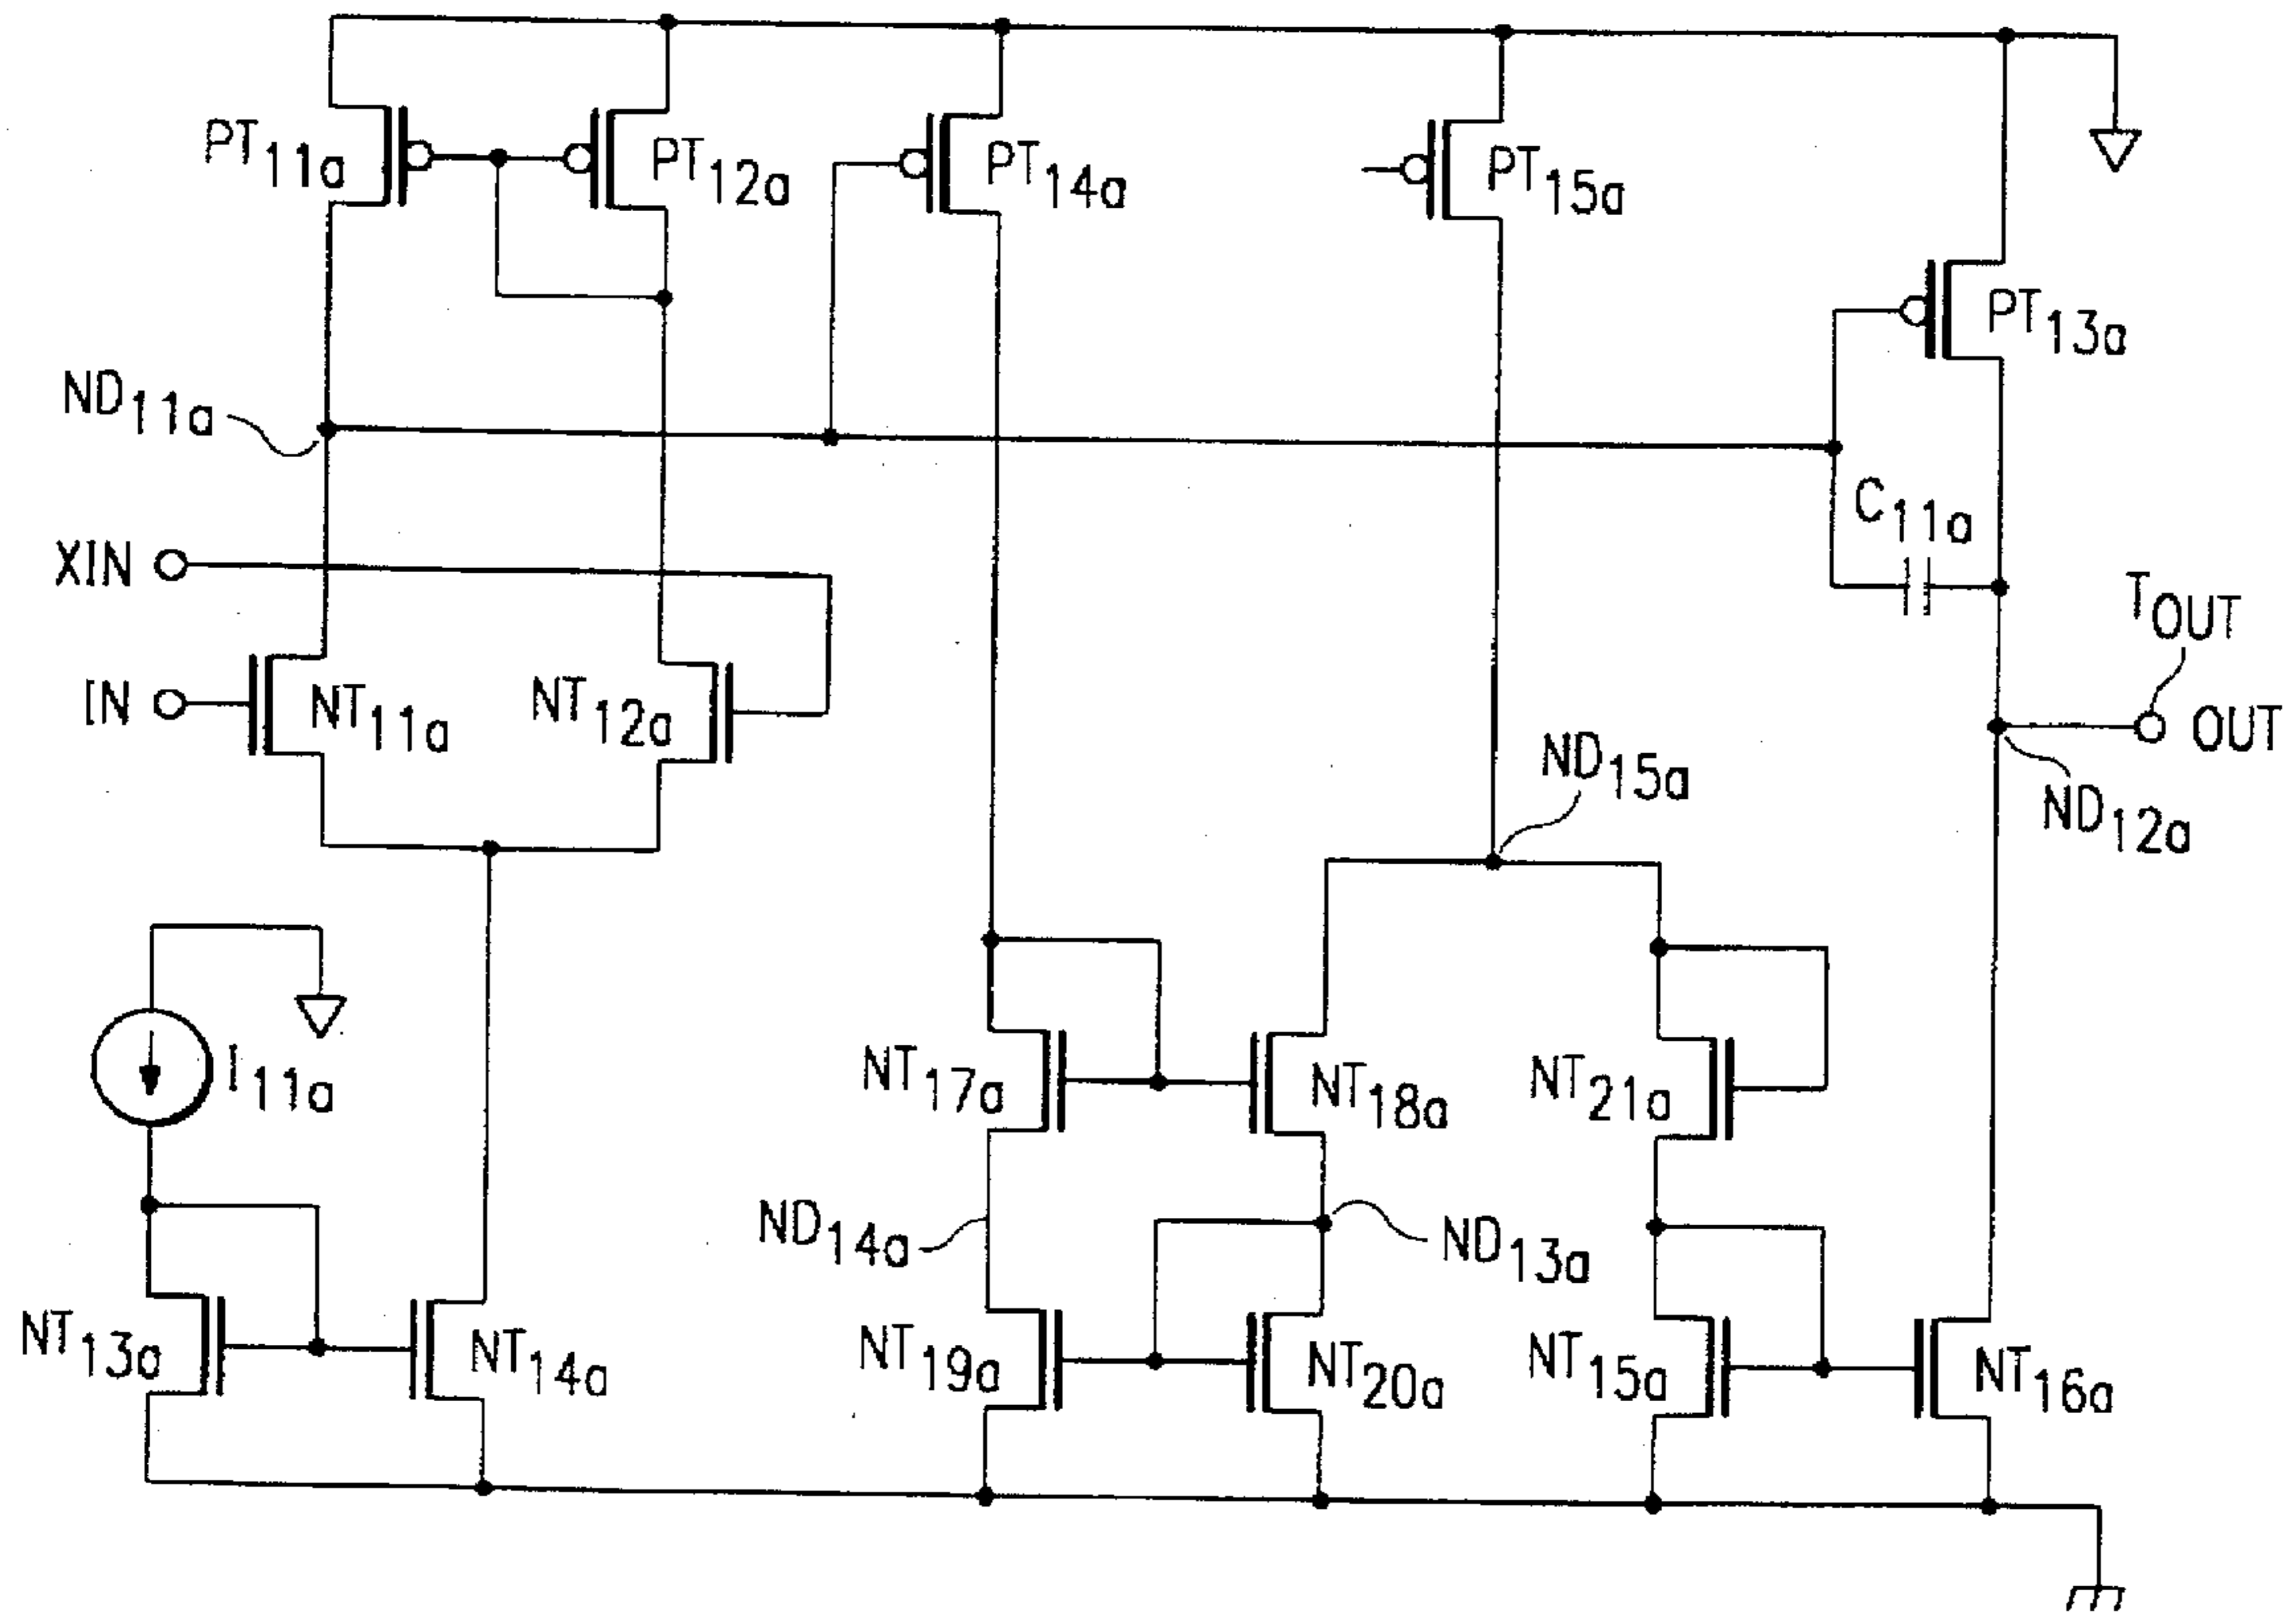 PT11a
PT12a
PT14a
PT15a
PT13a
ND11a
C11a
XIN
TOUT
IN
NT11a
NT12a
OUT
ND15a
ND12a
I11a
NT17a
NT18a
NT21a
ND14a
ND13a
NT13a
NT14a
NT19a
NT20a
NT15a
NT16a